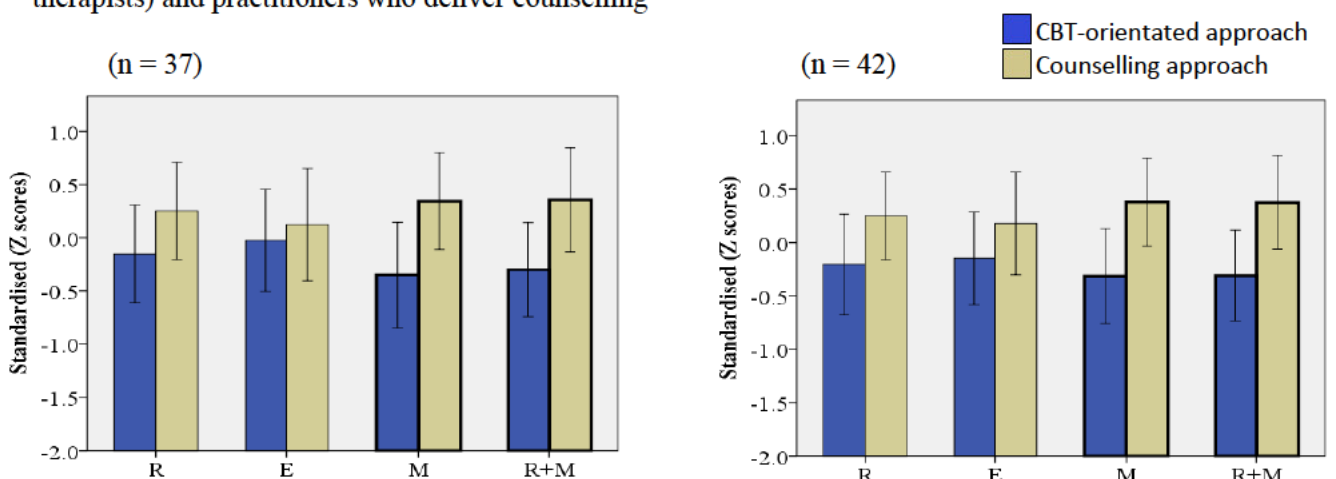 therapists) and practitioners who deliver counselling
CBT-orientated approach
Counselling approach
(n = 37)
(n = 42)
Standardised (Z scores)
1.0
0.5
0.0
-0.5
-1.0
-1.5
-2.0
R E M R+M
Standardised (Z scores)
1.0
0.5
0.0
-0.5
-1.0
-1.5
-2.0
R E M R+M